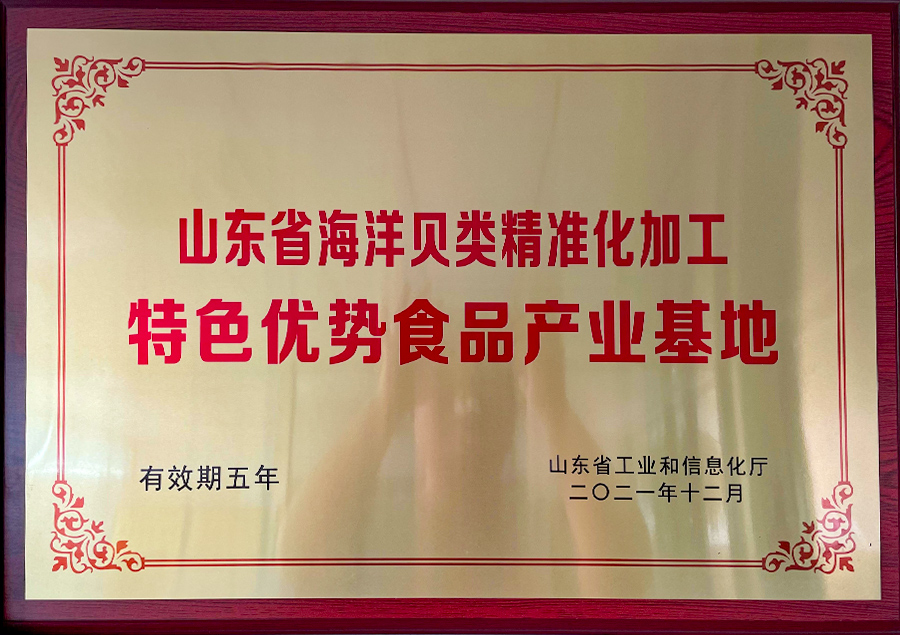 山东省海洋贝类精准化加工
特色优势食品产业基地
有效期五年
山东省工业和信息化厅
二〇二一年十二月